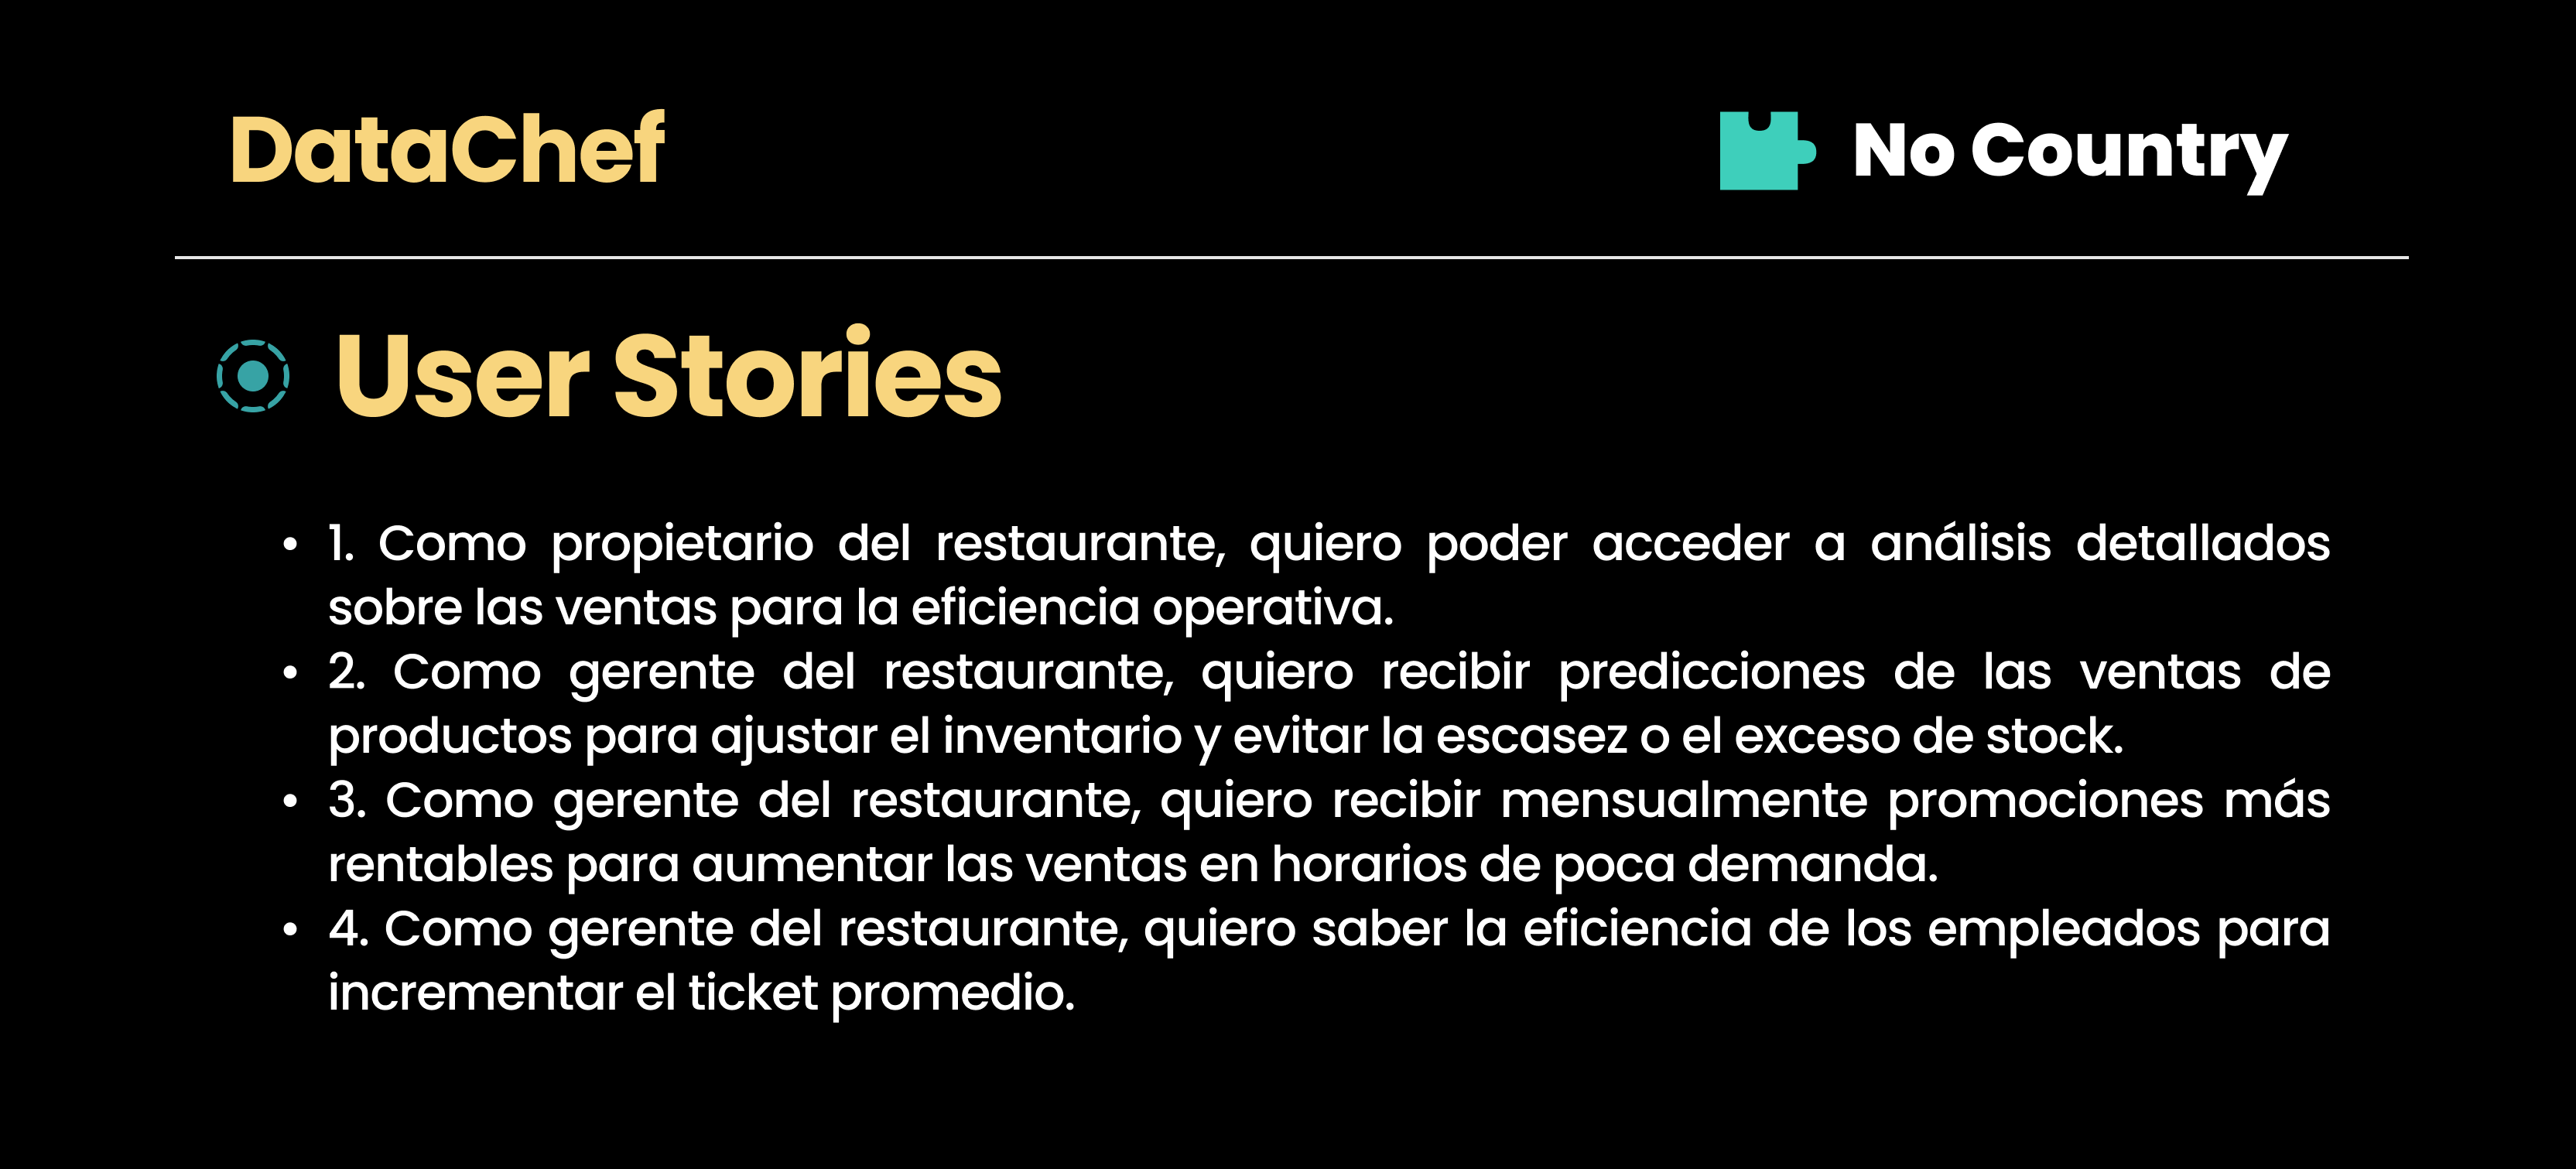 DataChef
No Country
User Stories
• 1. Como propietario del restaurante, quiero poder acceder a análisis detallados
sobre las ventas para la eficiencia operativa.
• 2. Como gerente del restaurante, quiero recibir predicciones de las ventas de
productos para ajustar el inventario y evitar la escasez o el exceso de stock.
• 3. Como gerente del restaurante, quiero recibir mensualmente promociones más
rentables para aumentar las ventas en horarios de poca demanda.
• 4. Como gerente del restaurante, quiero saber la eficiencia de los empleados para
incrementar el ticket promedio.